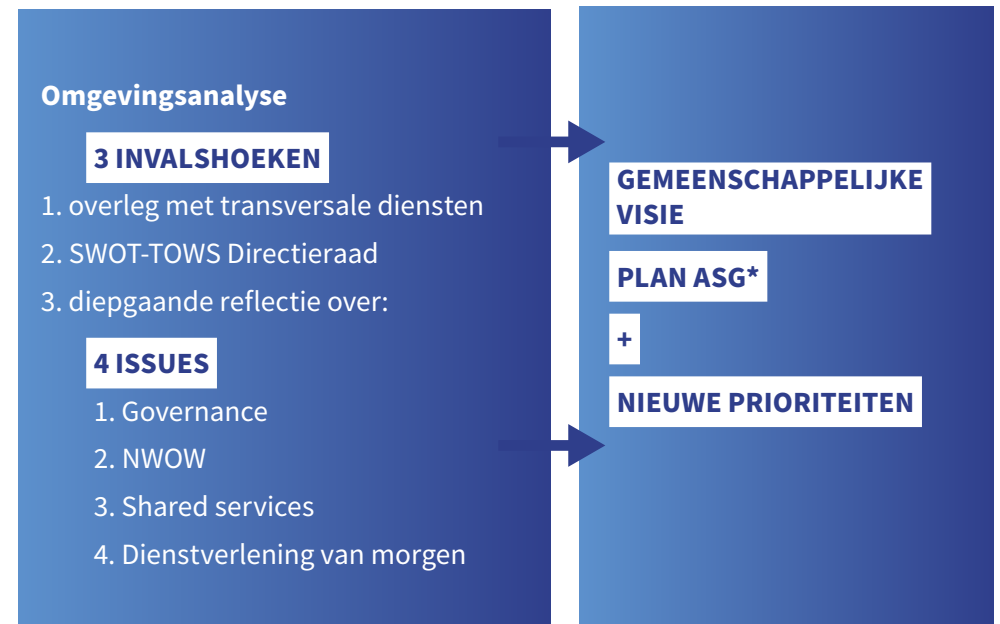 Omgevingsanalyse
3 INVALSHOEKEN
1. overleg met transversale diensten
2. SWOT-TOWS Directieraad
3. diepgaande reflectie over:
4 ISSUES
1. Governance
2. NWOW
3. Shared services
4. Dienstverlening van morgen
GEMEENSCHAPPELIJKE
VISIE
PLAN ASG*
+
NIEUWE PRIORITEITEN